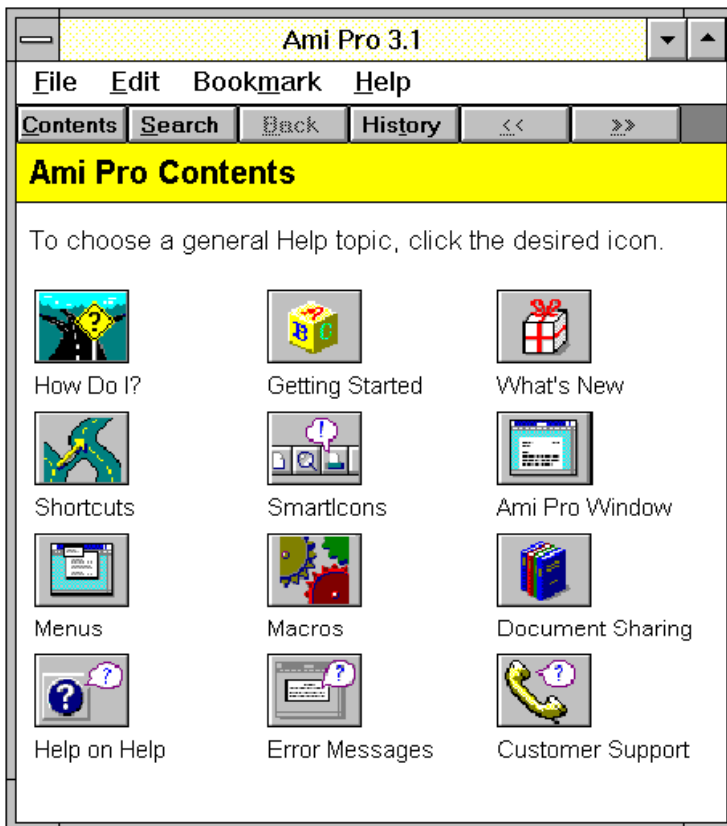 Ami Pro 3.1
File Edit Bookmark Help
Contents Search Back History << >>
Ami Pro Contents
To choose a general Help topic, click the desired icon.
How Do I? Getting Started What's New
Shortcuts SmartIcons Ami Pro Window
Menus Macros Document Sharing
Help on Help Error Messages Customer Support